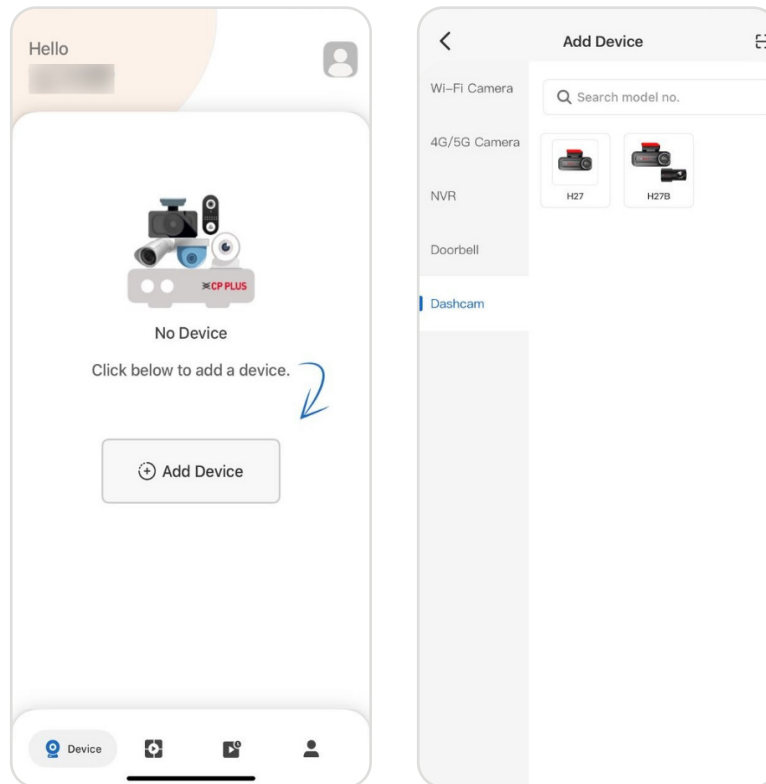 Hello
CP PLUS
No Device
Click below to add a device.
Add Device
Device
Add Device
Wi-Fi Camera
4G/5G Camera
NVR
Doorbell
Dashcam
Search model no.
H27
H27B